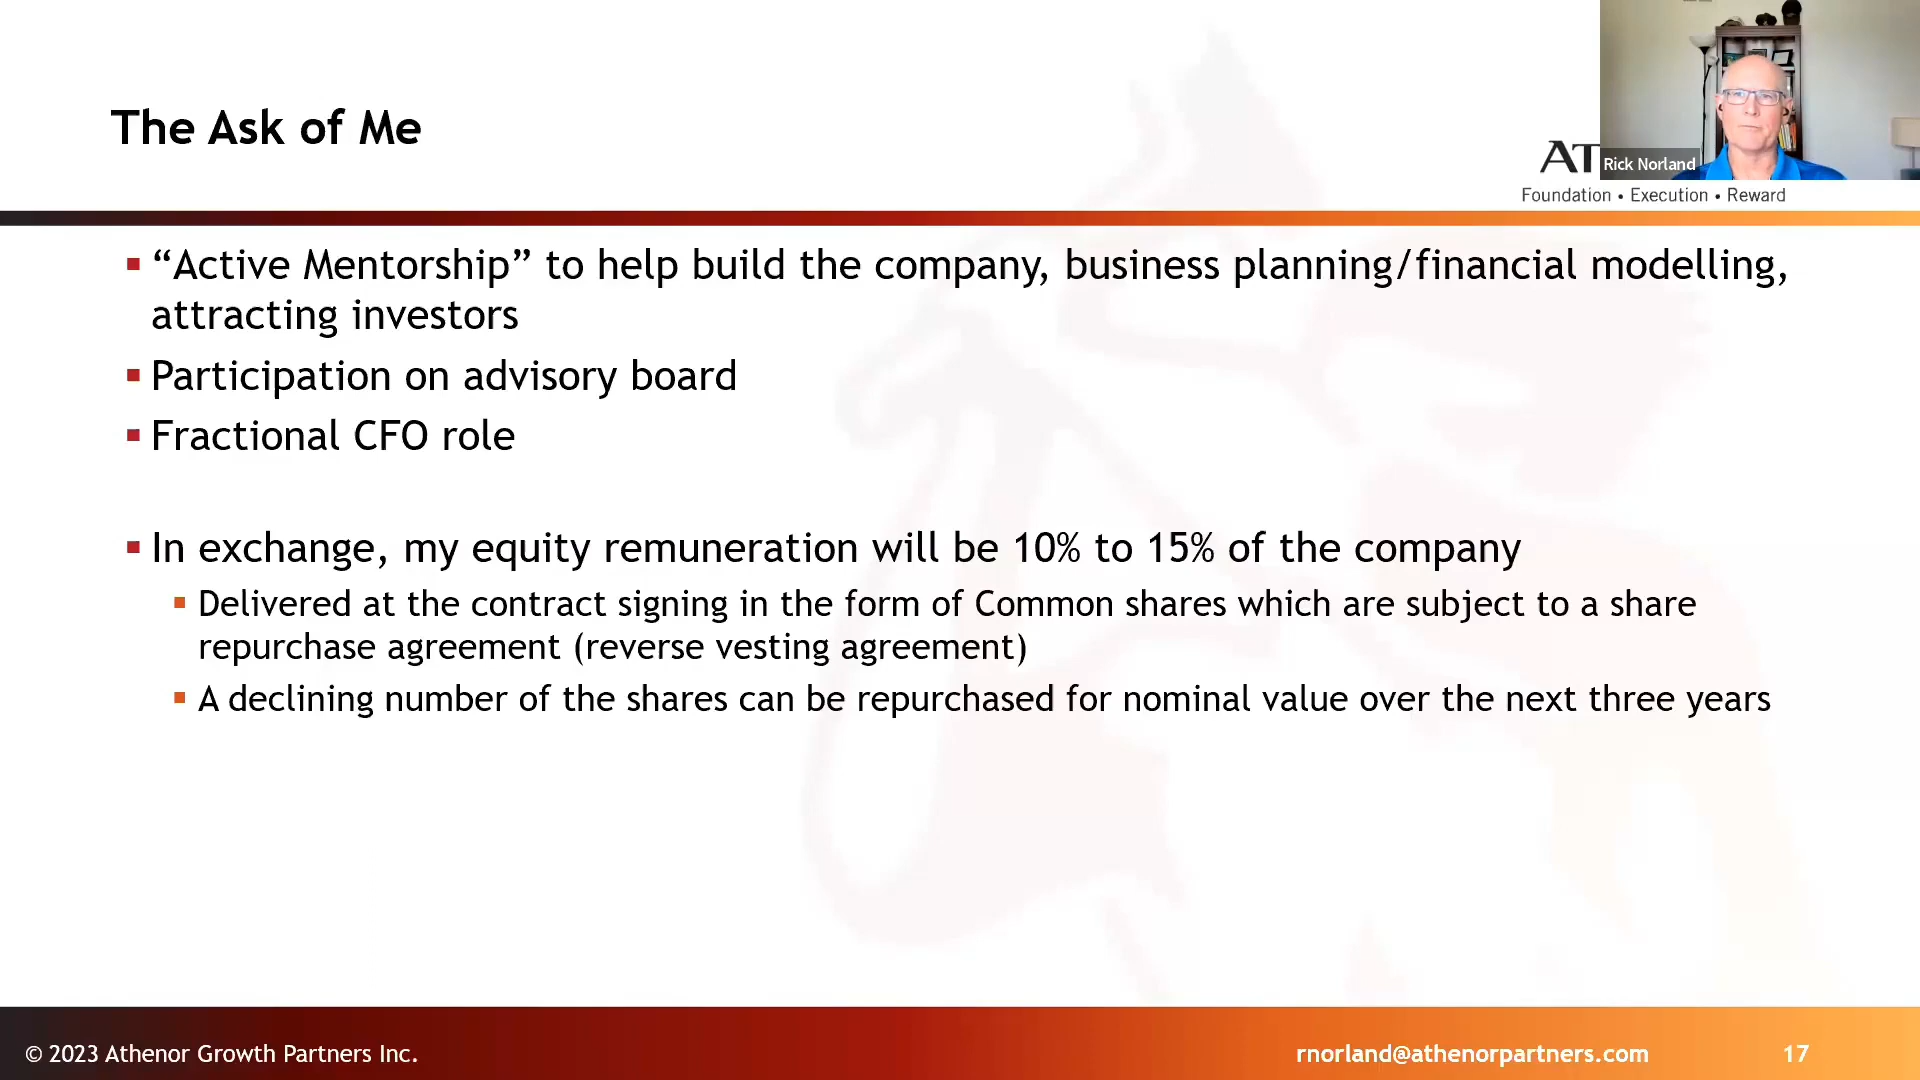 The Ask of Me
AT
Rick Norland
Foundation • Execution • Reward
▪ “Active Mentorship” to help build the company, business planning/financial modelling,
attracting investors
▪ Participation on advisory board
▪ Fractional CFO role
▪ In exchange, my equity remuneration will be 10% to 15% of the company
▪ Delivered at the contract signing in the form of Common shares which are subject to a share
repurchase agreement (reverse vesting agreement)
▪ A declining number of the shares can be repurchased for nominal value over the next three years
© 2023 Athenor Growth Partners Inc.
rnorland@athenorpartners.com
17